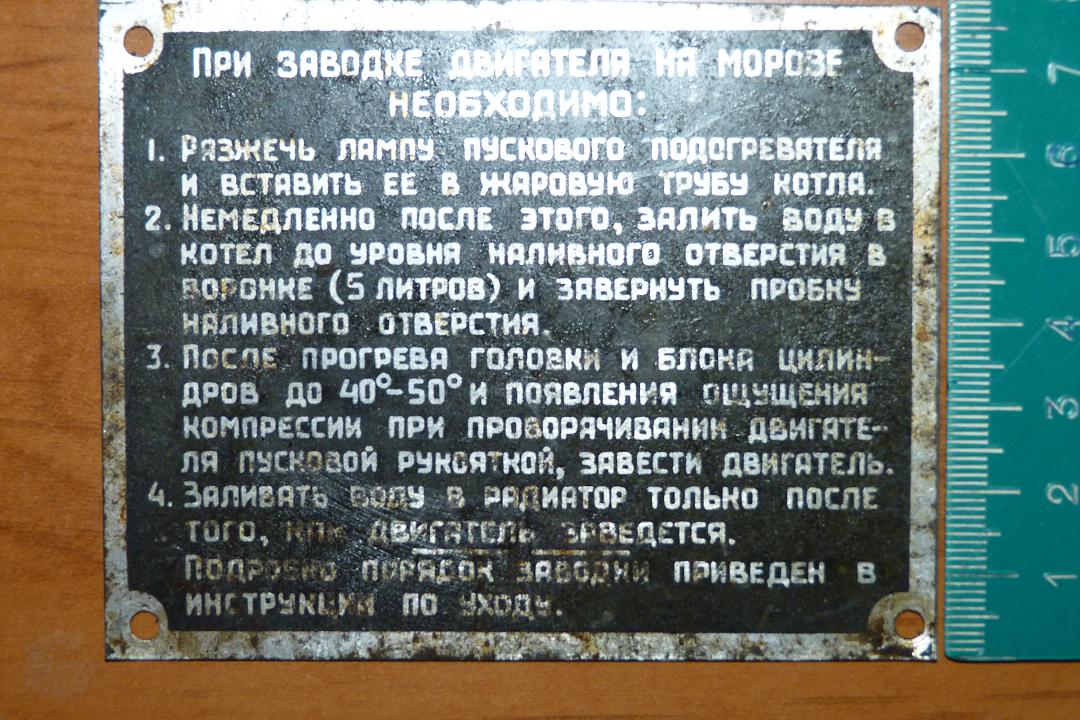 При заводке двигателя на морозе
необходимо:
1. Разжечь лампу пускового подогревателя
и вставить ее в жаровую трубу котла.
2. Немедленно после этого, залить воду в
котел до уровня наливного отверстия в
воронке (5 литров) и завернуть пробку
наливного отверстия.
3. После прогрева головки и блока цилин-
дров до 40°-50° и появления ощущения
компрессии при проворачивании двигате-
ля пусковой рукояткой, завести двигатель.
4. Заливать воду в радиатор только после
того, как двигатель заведется.
Подробно порядок заводки приведен в
инструкции по уходу.
7
6
5
4
3
2
1